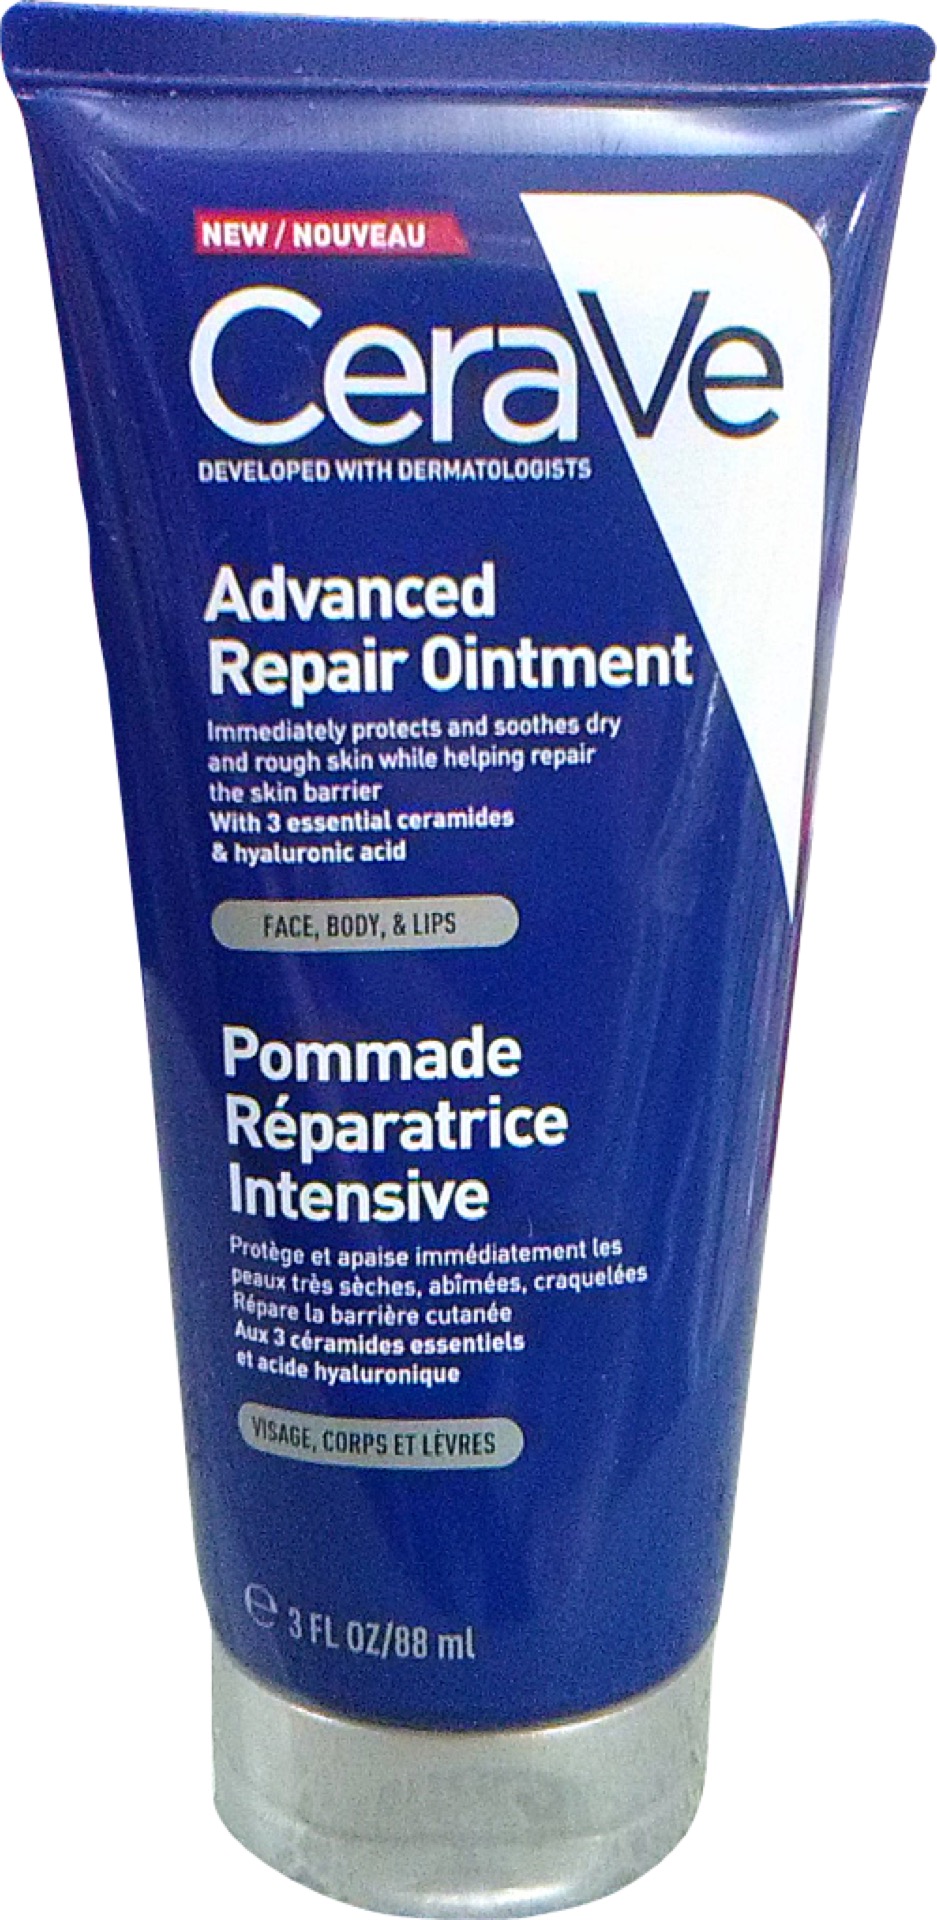 NEW / NOUVEAU
CeraVe
DEVELOPED WITH DERMATOLOGISTS
Advanced
Repair Ointment
Immediately protects and soothes dry
and rough skin while helping repair
the skin barrier
With 3 essential ceramides
& hyaluronic acid
FACE, BODY, & LIPS
Pommade
Réparatrice
Intensive
Protège et apaise immédiatement les
peaux très sèches, abîmées, craquelées
Répare la barrière cutanée
Aux 3 céramides essentiels
et acide hyaluronique
VISAGE, CORPS ET LÈVRES
℮ 3 FL OZ/88 ml